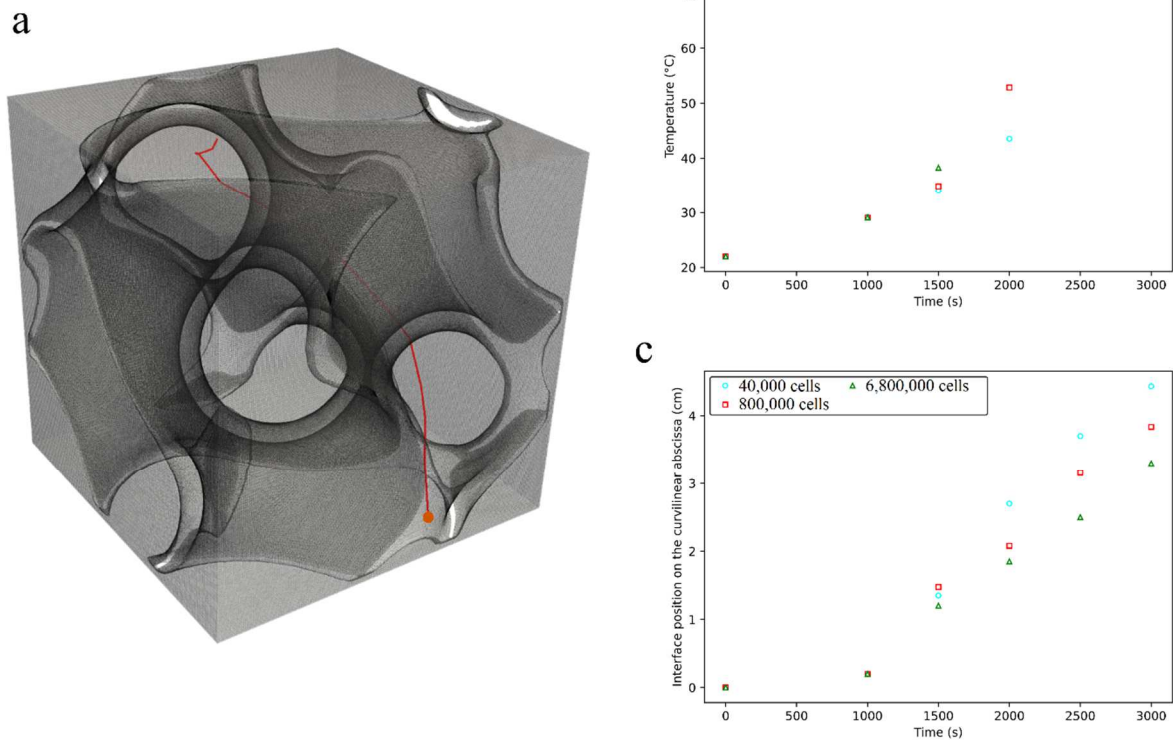 a
Temperature (°C)
60
50
40
30
20
0 500 1000 1500 2000 2500 3000
Time (s)
c
Interface position on the curvilinear abscissa (cm)
40,000 cells 6,800,000 cells
800,000 cells
4
3
2
1
0
0 500 1000 1500 2000 2500 3000
Time (s)